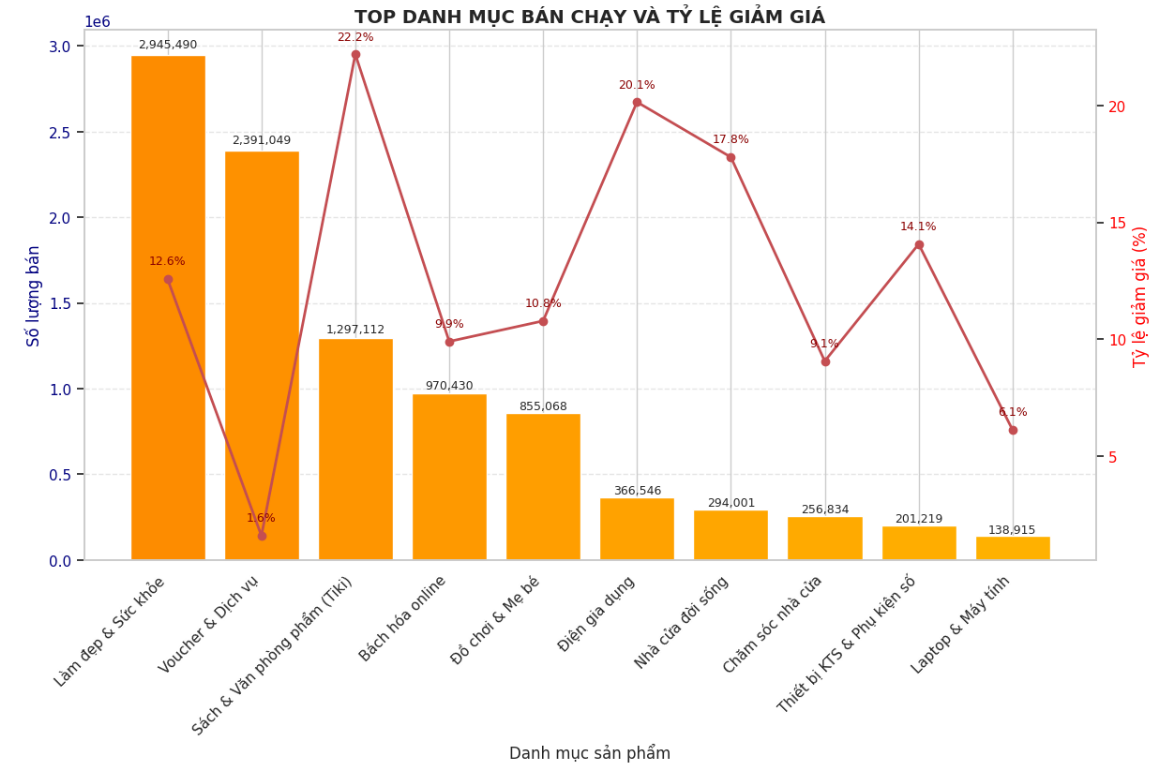 TOP DANH MỤC BÁN CHẠY VÀ TỶ LỆ GIẢM GIÁ
1e6
3.0
2.5
2.0
1.5
1.0
0.5
0.0
Số lượng bán
2,945,490
2,391,049
1,297,112
970,430
855,068
366,546
294,001
256,834
201,219
138,915
12.6%
1.6%
22.2%
9.9%
10.8%
20.1%
17.8%
9.1%
14.1%
6.1%
20
15
10
5
Tỷ lệ giảm giá (%)
Làm đẹp & Sức khỏe
Voucher & Dịch vụ
Sách & Văn phòng phẩm (Tiki)
Bách hóa online
Đồ chơi & Mẹ bé
Điện gia dụng
Nhà cửa đời sống
Chăm sóc nhà cửa
Thiết bị KTS & Phụ kiện số
Laptop & Máy tính
Danh mục sản phẩm